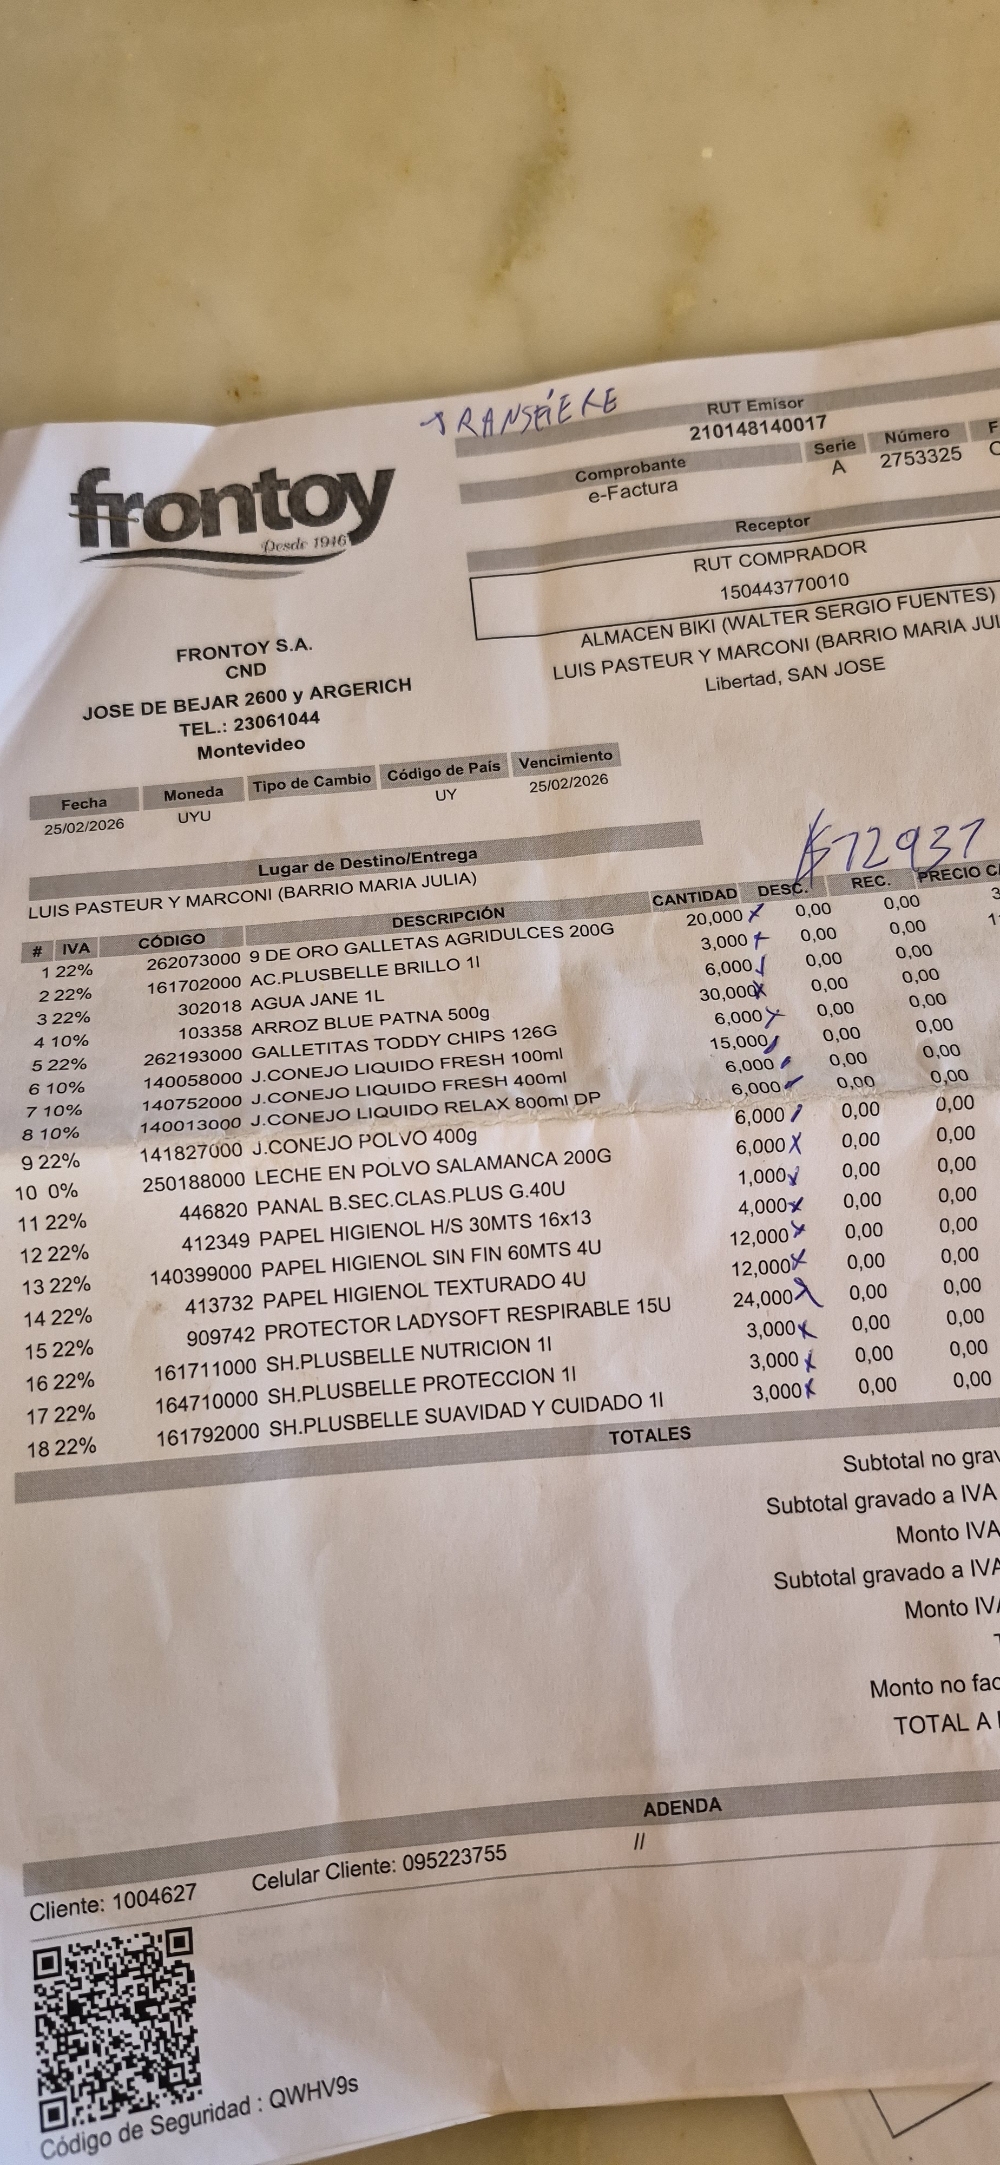 TRANSFIERE
RUT Emisor
210148140017
Comprobante Serie Número F
e-Factura A 2753325 C
frontoy
Desde 1946
Receptor
RUT COMPRADOR
150443770010
ALMACEN BIKI (WALTER SERGIO FUENTES)
LUIS PASTEUR Y MARCONI (BARRIO MARIA JULI
Libertad, SAN JOSE
FRONTOY S.A.
CND
JOSE DE BEJAR 2600 y ARGERICH
TEL.: 23061044
Montevideo
Fecha Moneda Tipo de Cambio Código de País Vencimiento
25/02/2026 UYU UY 25/02/2026
Lugar de Destino/Entrega
LUIS PASTEUR Y MARCONI (BARRIO MARIA JULIA)
$12937
# IVA CÓDIGO DESCRIPCIÓN CANTIDAD DESC. REC. PRECIO
1 22% 262073000 9 DE ORO GALLETAS AGRIDULCES 200G 20,000 0,00 0,00
2 22% 161702000 AC.PLUSBELLE BRILLO 1l 3,000 0,00 0,00
3 22% 302018 AGUA JANE 1L 6,000 0,00 0,00
4 10% 103358 ARROZ BLUE PATNA 500g 30,000 0,00 0,00
5 22% 262193000 GALLETITAS TODDY CHIPS 126G 6,000 0,00 0,00
6 10% 140058000 J.CONEJO LIQUIDO FRESH 100ml 15,000 0,00 0,00
7 10% 140752000 J.CONEJO LIQUIDO FRESH 400ml 6,000 0,00 0,00
8 10% 140013000 J.CONEJO LIQUIDO RELAX 800ml DP 6,000 0,00 0,00
9 22% 141827000 J.CONEJO POLVO 400g 6,000 0,00 0,00
10 0% 250188000 LECHE EN POLVO SALAMANCA 200G 6,000 0,00 0,00
11 22% 446820 PANAL B.SEC.CLAS.PLUS G.40U 1,000 0,00 0,00
12 22% 412349 PAPEL HIGIENOL H/S 30MTS 16x13 4,000 0,00 0,00
13 22% 140399000 PAPEL HIGIENOL SIN FIN 60MTS 4U 12,000 0,00 0,00
14 22% 413732 PAPEL HIGIENOL TEXTURADO 4U 12,000 0,00 0,00
15 22% 909742 PROTECTOR LADYSOFT RESPIRABLE 15U 24,000 0,00 0,00
16 22% 161711000 SH.PLUSBELLE NUTRICION 1l 3,000 0,00 0,00
17 22% 164710000 SH.PLUSBELLE PROTECCION 1l 3,000 0,00 0,00
18 22% 161792000 SH.PLUSBELLE SUAVIDAD Y CUIDADO 1l 3,000 0,00 0,00
TOTALES
Subtotal no grav
Subtotal gravado a IVA
Monto IVA
Subtotal gravado a IVA
Monto IVA
Monto no fac
TOTAL A
ADENDA
//
Cliente: 1004627 Celular Cliente: 095223755
Código de Seguridad : QWHV9s